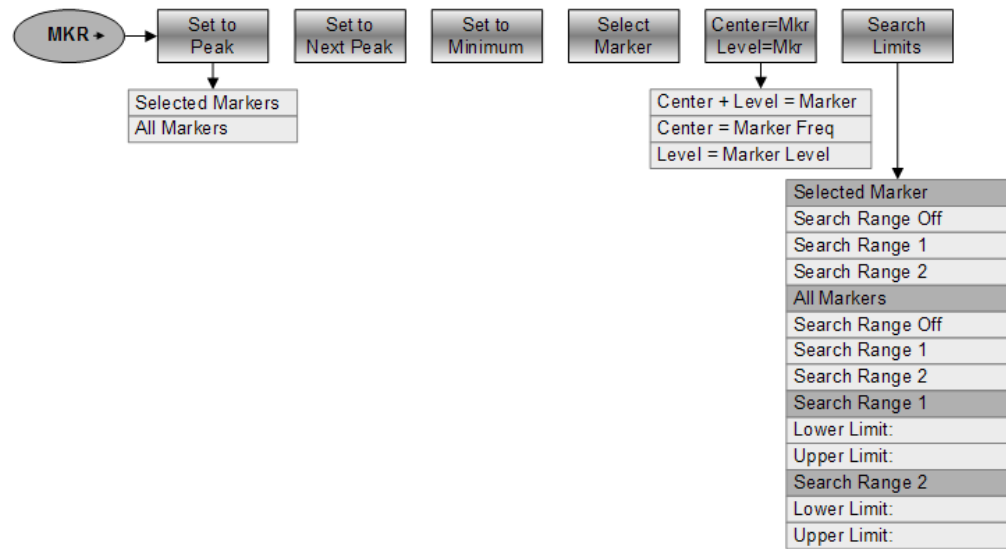 MKR
Set to
Peak
Set to
Next Peak
Set to
Minimum
Select
Marker
Center=Mkr
Level=Mkr
Search
Limits
Selected Markers
All Markers
Center + Level = Marker
Center = Marker Freq
Level = Marker Level
Selected Marker
Search Range Off
Search Range 1
Search Range 2
All Markers
Search Range Off
Search Range 1
Search Range 2
Search Range 1
Lower Limit:
Upper Limit:
Search Range 2
Lower Limit:
Upper Limit: